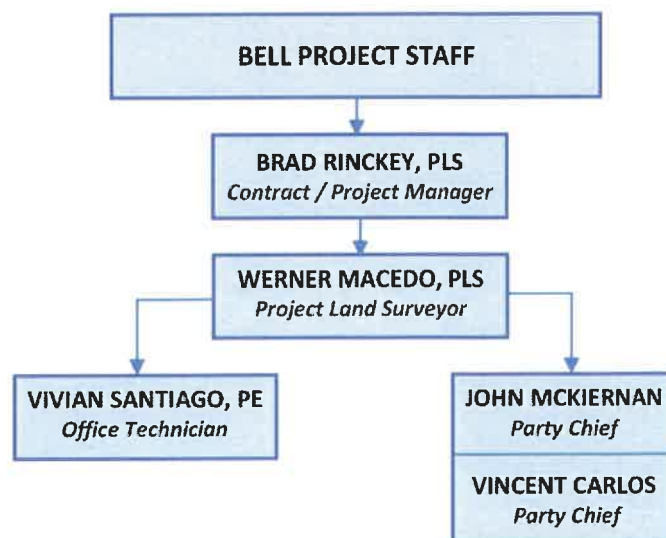 BELL PROJECT STAFF
BRAD RINCKEY, PLS
Contract / Project Manager
WERNER MACEDO, PLS
Project Land Surveyor
VIVIAN SANTIAGO, PE
Office Technician
JOHN MCKIERNAN
Party Chief
VINCENT CARLOS
Party Chief